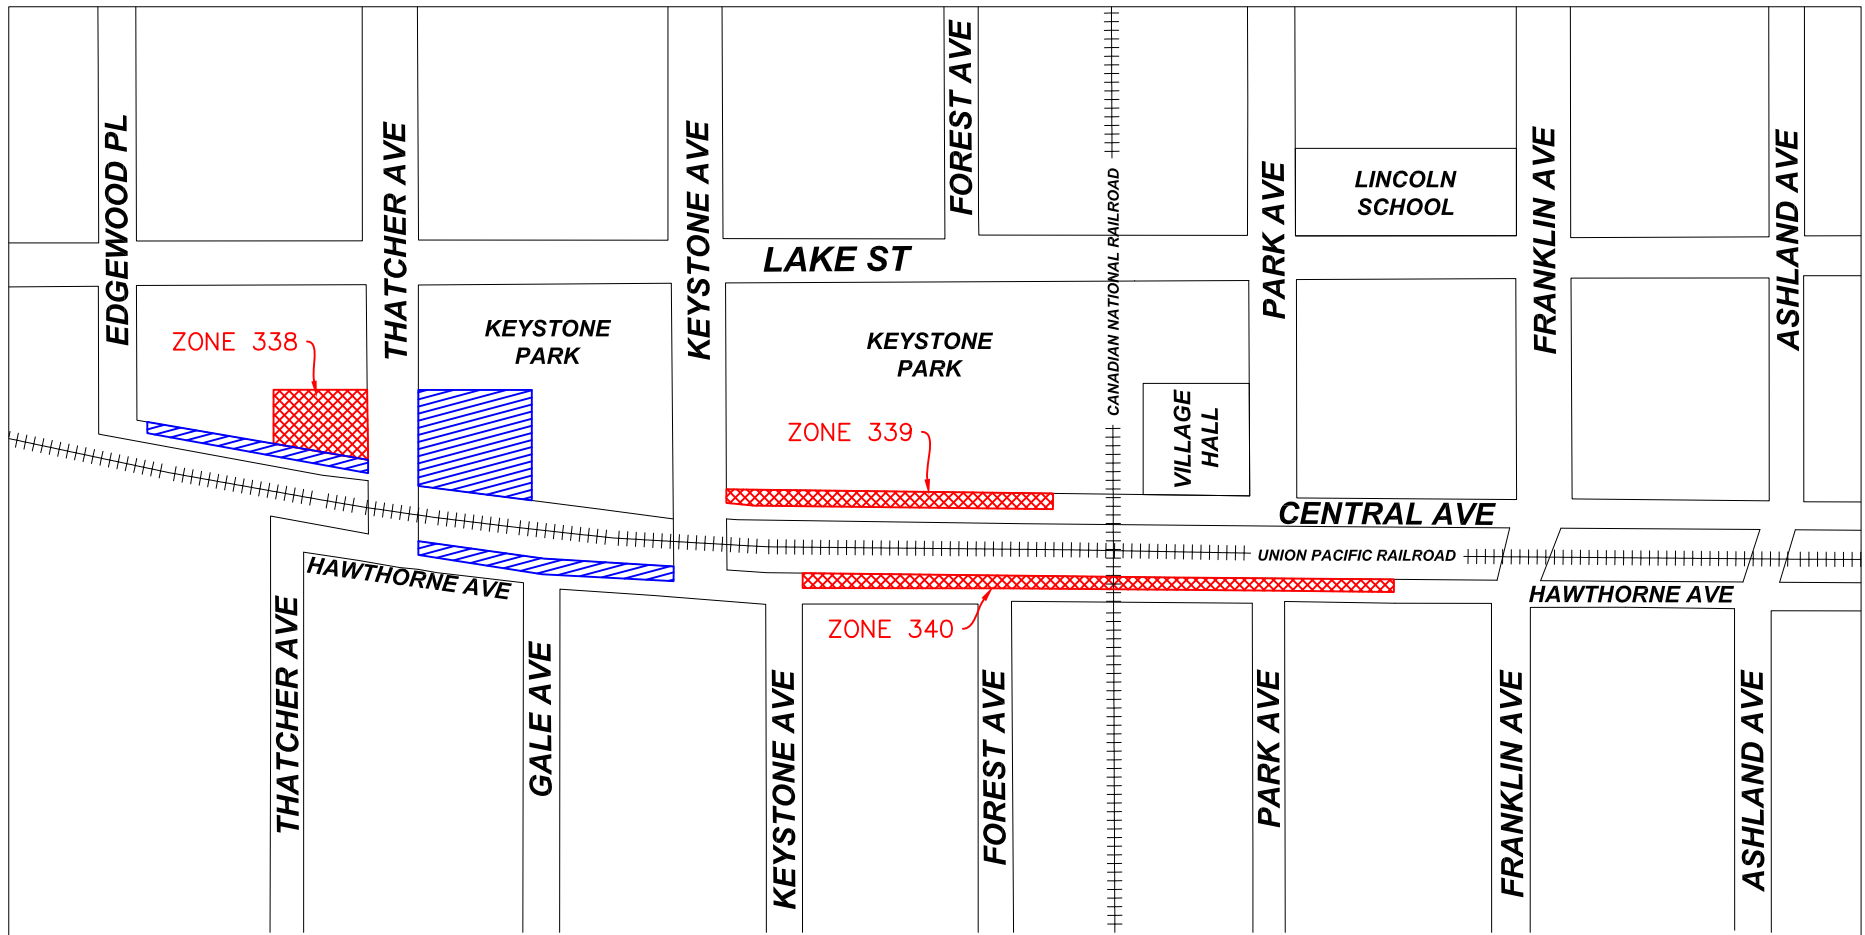 EDGEWOOD PL
THATCHER AVE
KEYSTONE AVE
FOREST AVE
CANADIAN NATIONAL RAILROAD
PARK AVE
LINCOLN
SCHOOL
FRANKLIN AVE
ASHLAND AVE
LAKE ST
ZONE 338
KEYSTONE
PARK
KEYSTONE
PARK
ZONE 339
VILLAGE
HALL
CENTRAL AVE
UNION PACIFIC RAILROAD
HAWTHORNE AVE
HAWTHORNE AVE
ZONE 340
THATCHER AVE
GALE AVE
KEYSTONE AVE
FOREST AVE
PARK AVE
FRANKLIN AVE
ASHLAND AVE